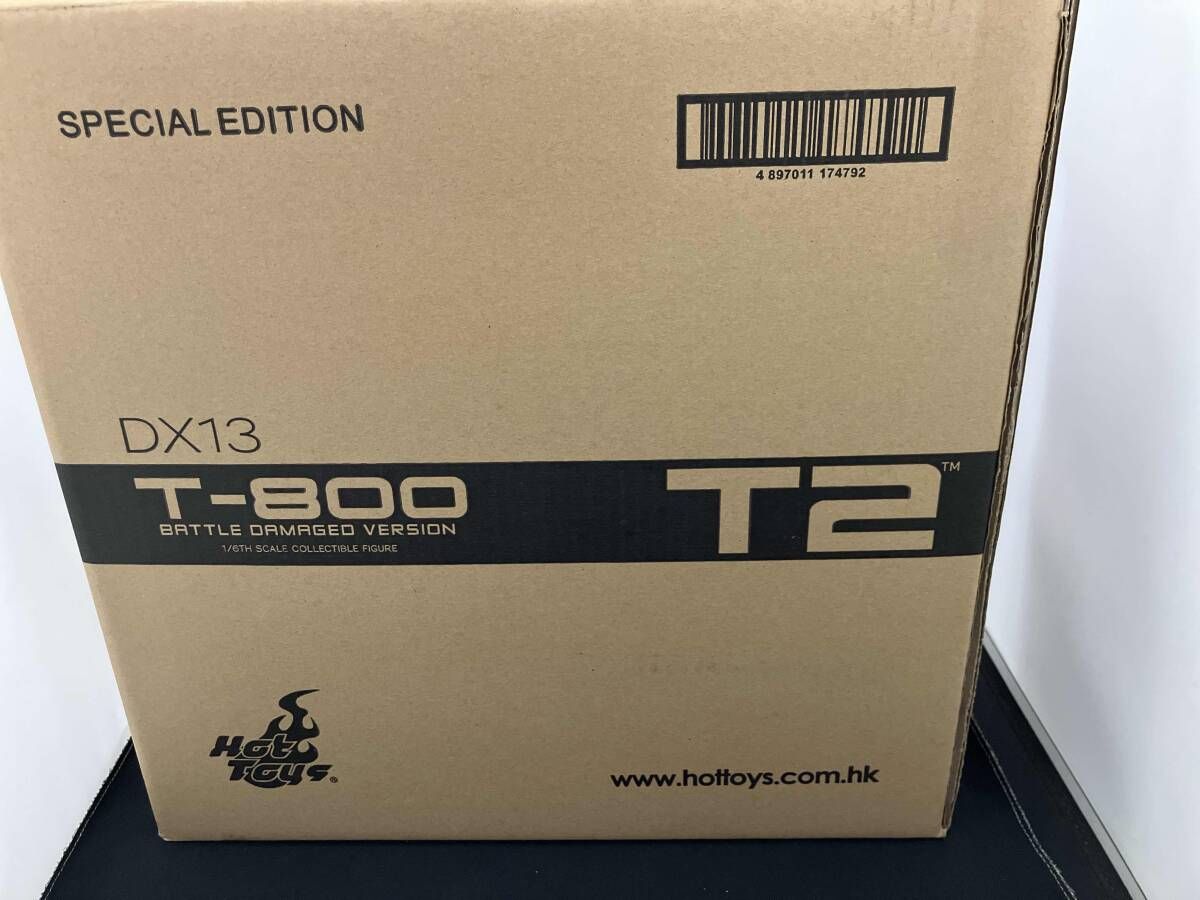 SPECIAL EDITION
4 897011 174792
DX13
T-800
BATTLE DAMAGED VERSION
1/6TH SCALE COLLECTIBLE FIGURE
T2™
Hot
Toys®
www.hottoys.com.hk